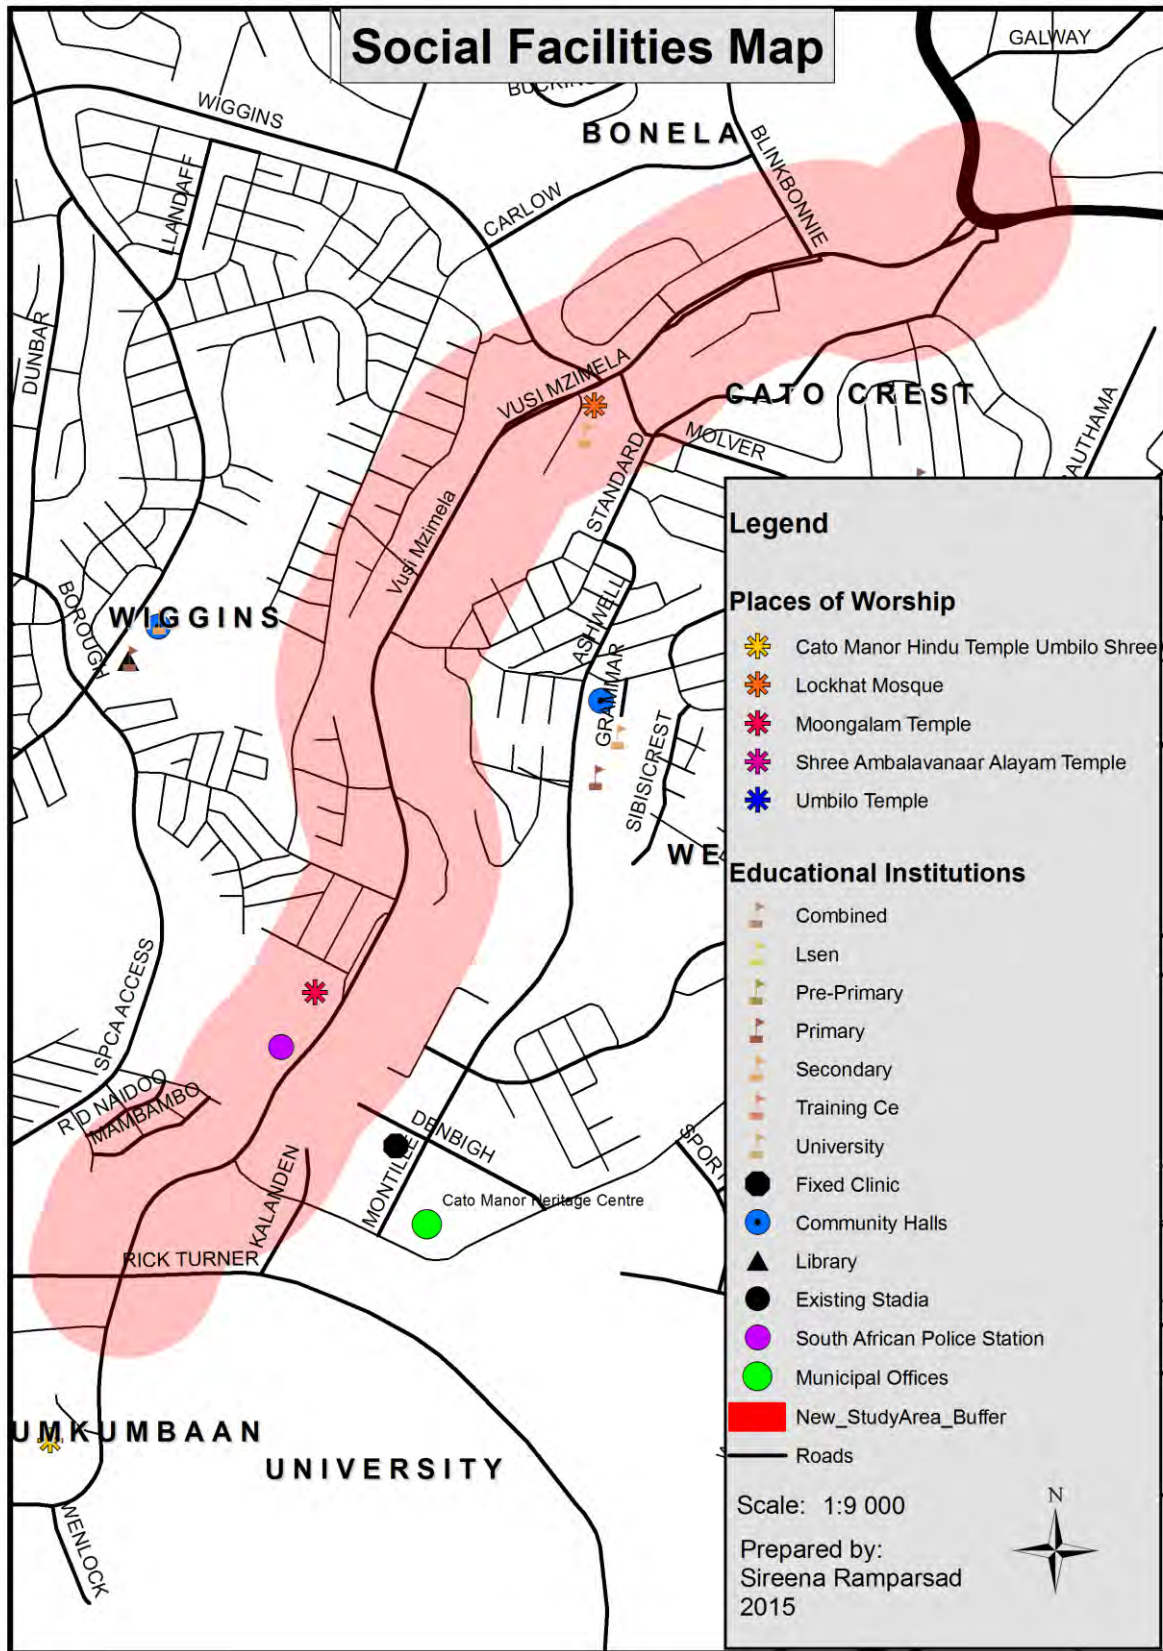 Social Facilities Map
GALWAY
WIGGINS
BONELA
BLINKBONNIE
LLANDAFF
CARLOW
DUNBAR
VUSI MZIMELA
CATO CREST
MOLVER
STANDARD
Vusi Mzimela
BOROUGH
WIGGINS
ASHWELL
GRAMMAR
SIBISICREST
WE
SPCA ACCESS
R D NAIDOO
MAMBAMBO
DENBIGH
KALANDEN
MONTILLE
SPORT
Cato Manor Heritage Centre
RICK TURNER
UMKUMBAAN
UNIVERSITY
WENLOCK
Legend
Places of Worship
Cato Manor Hindu Temple Umbilo Shree
Lockhat Mosque
Moongalam Temple
Shree Ambalavanaar Alayam Temple
Umbilo Temple
Educational Institutions
Combined
Lsen
Pre-Primary
Primary
Secondary
Training Ce
University
Fixed Clinic
Community Halls
Library
Existing Stadia
South African Police Station
Municipal Offices
New_StudyArea_Buffer
Roads
Scale: 1:9 000
N
Prepared by:
Sireena Ramparsad
2015